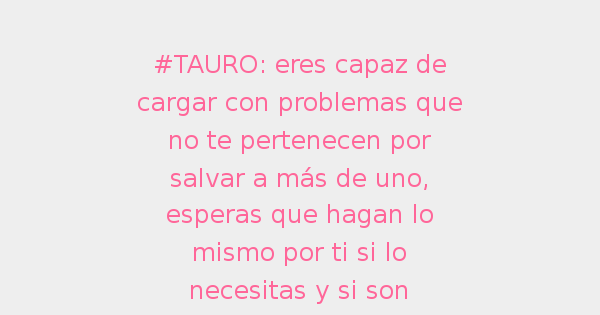 #TAURO: eres capaz de
cargar con problemas que
no te pertenecen por
salvar a más de uno,
esperas que hagan lo
mismo por ti si lo
necesitas y si son